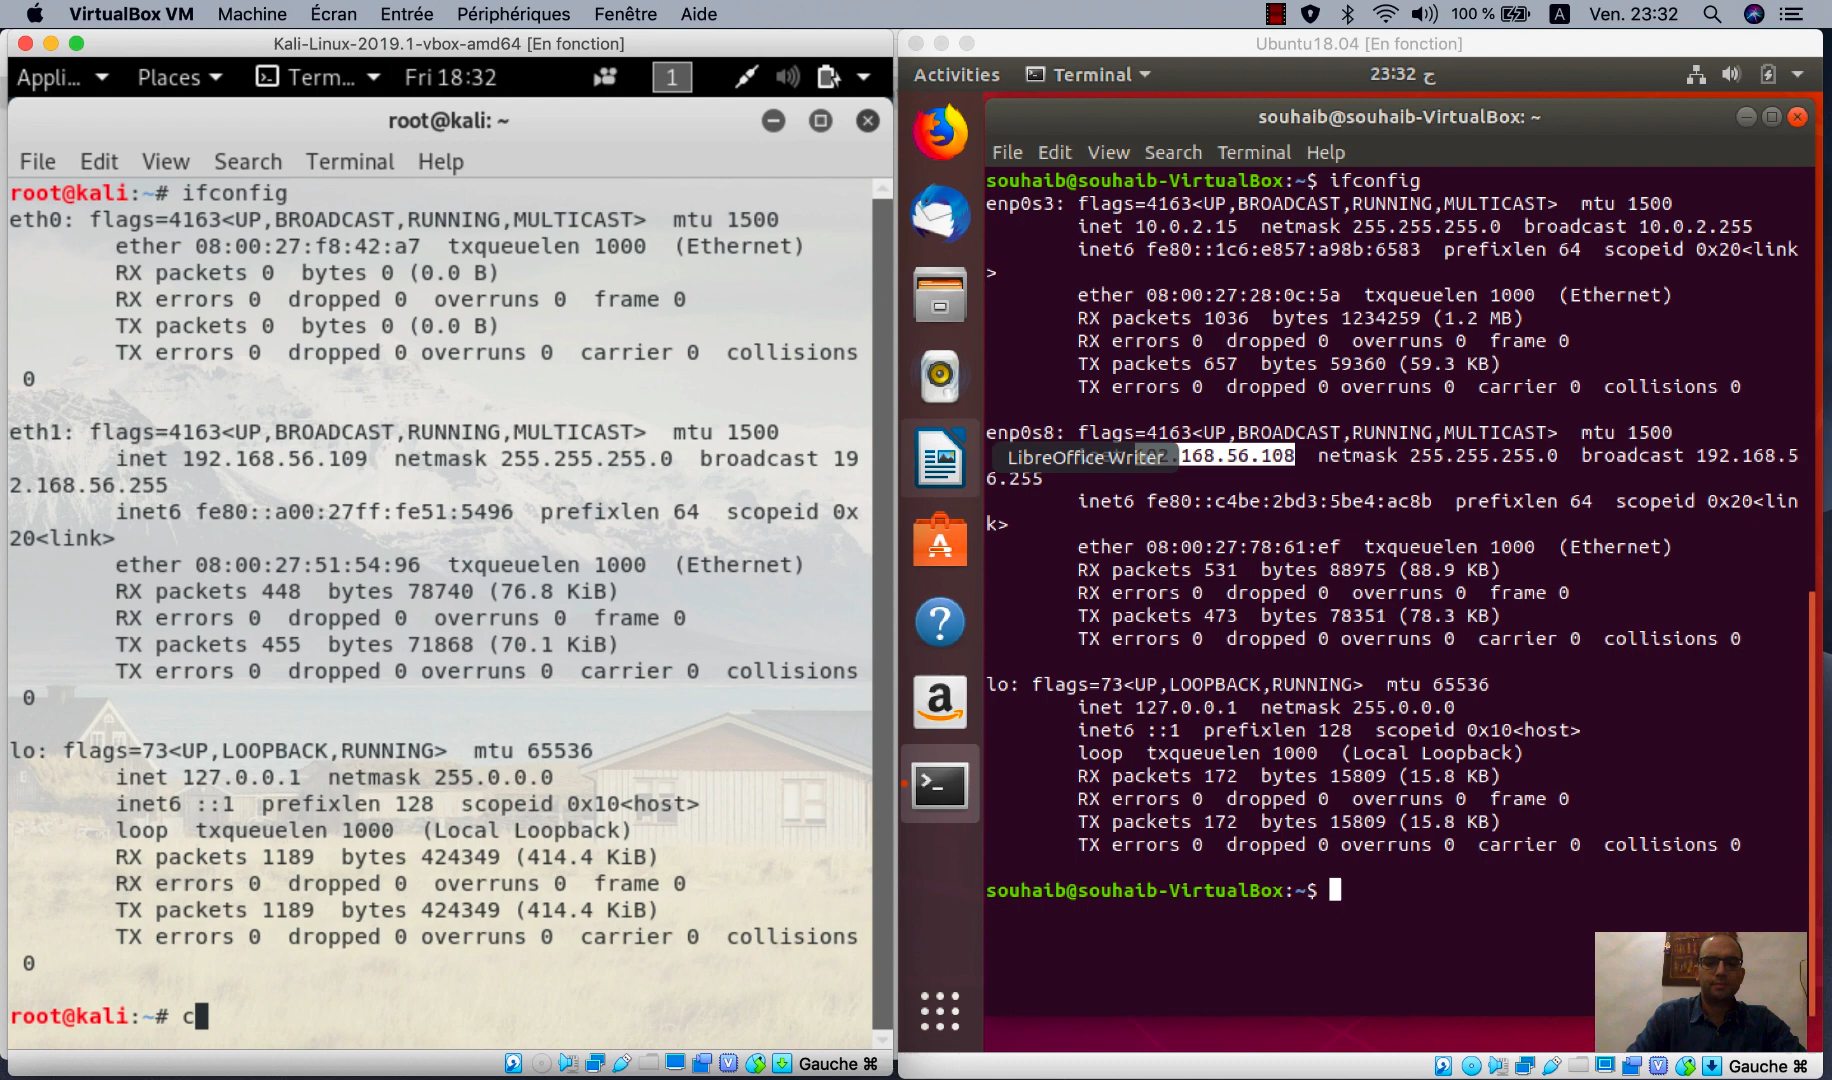 VirtualBox VM Machine Écran Entrée Périphériques Fenêtre Aide 100 % A Ven. 23:32
Kali-Linux-2019.1-vbox-amd64 [En fonction]
Appli... Places Term... Fri 18:32 1
root@kali: ~
File Edit View Search Terminal Help
root@kali:~# ifconfig
eth0: flags=4163<UP,BROADCAST,RUNNING,MULTICAST> mtu 1500
ether 08:00:27:f8:42:a7 txqueuelen 1000 (Ethernet)
RX packets 0 bytes 0 (0.0 B)
RX errors 0 dropped 0 overruns 0 frame 0
TX packets 0 bytes 0 (0.0 B)
TX errors 0 dropped 0 overruns 0 carrier 0 collisions
0
eth1: flags=4163<UP,BROADCAST,RUNNING,MULTICAST> mtu 1500
inet 192.168.56.109 netmask 255.255.255.0 broadcast 19
2.168.56.255
inet6 fe80::a00:27ff:fe51:5496 prefixlen 64 scopeid 0x
20<link>
ether 08:00:27:51:54:96 txqueuelen 1000 (Ethernet)
RX packets 448 bytes 78740 (76.8 KiB)
RX errors 0 dropped 0 overruns 0 frame 0
TX packets 455 bytes 71868 (70.1 KiB)
TX errors 0 dropped 0 overruns 0 carrier 0 collisions
0
lo: flags=73<UP,LOOPBACK,RUNNING> mtu 65536
inet 127.0.0.1 netmask 255.0.0.0
inet6 ::1 prefixlen 128 scopeid 0x10<host>
loop txqueuelen 1000 (Local Loopback)
RX packets 1189 bytes 424349 (414.4 KiB)
RX errors 0 dropped 0 overruns 0 frame 0
TX packets 1189 bytes 424349 (414.4 KiB)
TX errors 0 dropped 0 overruns 0 carrier 0 collisions
0
root@kali:~# c
Gauche ⌘
Ubuntu18.04 [En fonction]
Activities Terminal 23:32 ج
souhaib@souhaib-VirtualBox: ~
File Edit View Search Terminal Help
souhaib@souhaib-VirtualBox:~$ ifconfig
enp0s3: flags=4163<UP,BROADCAST,RUNNING,MULTICAST> mtu 1500
inet 10.0.2.15 netmask 255.255.255.0 broadcast 10.0.2.255
inet6 fe80::1c6:e857:a98b:6583 prefixlen 64 scopeid 0x20<link
>
ether 08:00:27:28:0c:5a txqueuelen 1000 (Ethernet)
RX packets 1036 bytes 1234259 (1.2 MB)
RX errors 0 dropped 0 overruns 0 frame 0
TX packets 657 bytes 59360 (59.3 KB)
TX errors 0 dropped 0 overruns 0 carrier 0 collisions 0
enp0s8: flags=4163<UP,BROADCAST,RUNNING,MULTICAST> mtu 1500
LibreOffice Writer .168.56.108 netmask 255.255.255.0 broadcast 192.168.5
6.255
inet6 fe80::c4be:2bd3:5be4:ac8b prefixlen 64 scopeid 0x20<lin
k>
ether 08:00:27:78:61:ef txqueuelen 1000 (Ethernet)
RX packets 531 bytes 88975 (88.9 KB)
RX errors 0 dropped 0 overruns 0 frame 0
TX packets 473 bytes 78351 (78.3 KB)
TX errors 0 dropped 0 overruns 0 carrier 0 collisions 0
lo: flags=73<UP,LOOPBACK,RUNNING> mtu 65536
inet 127.0.0.1 netmask 255.0.0.0
inet6 ::1 prefixlen 128 scopeid 0x10<host>
loop txqueuelen 1000 (Local Loopback)
RX packets 172 bytes 15809 (15.8 KB)
RX errors 0 dropped 0 overruns 0 frame 0
TX packets 172 bytes 15809 (15.8 KB)
TX errors 0 dropped 0 overruns 0 carrier 0 collisions 0
souhaib@souhaib-VirtualBox:~$
Gauche ⌘